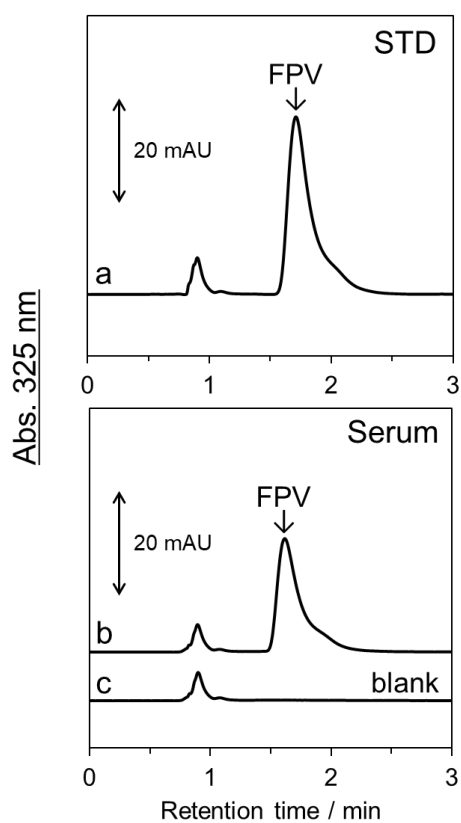 STD
FPV
20 mAU
a
0 1 2 3
Abs. 325 nm
Serum
FPV
20 mAU
b
c blank
0 1 2 3
Retention time / min